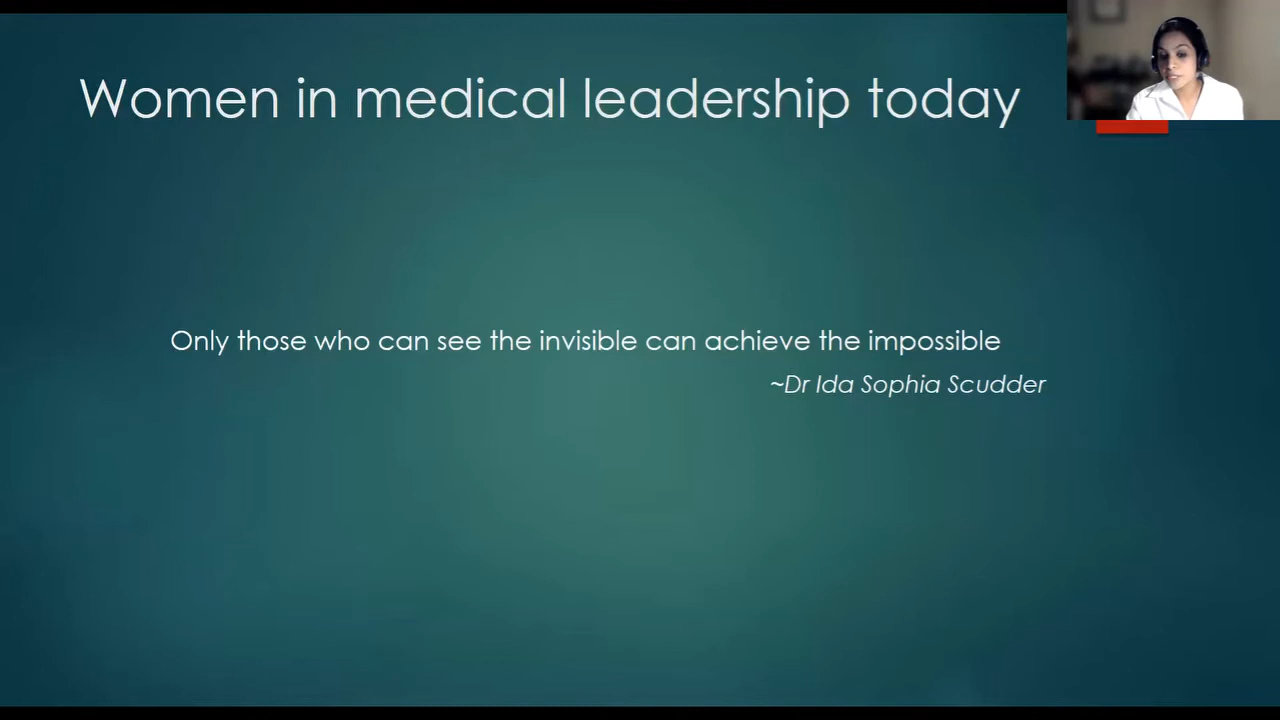 Women in medical leadership today
Only those who can see the invisible can achieve the impossible
~Dr Ida Sophia Scudder